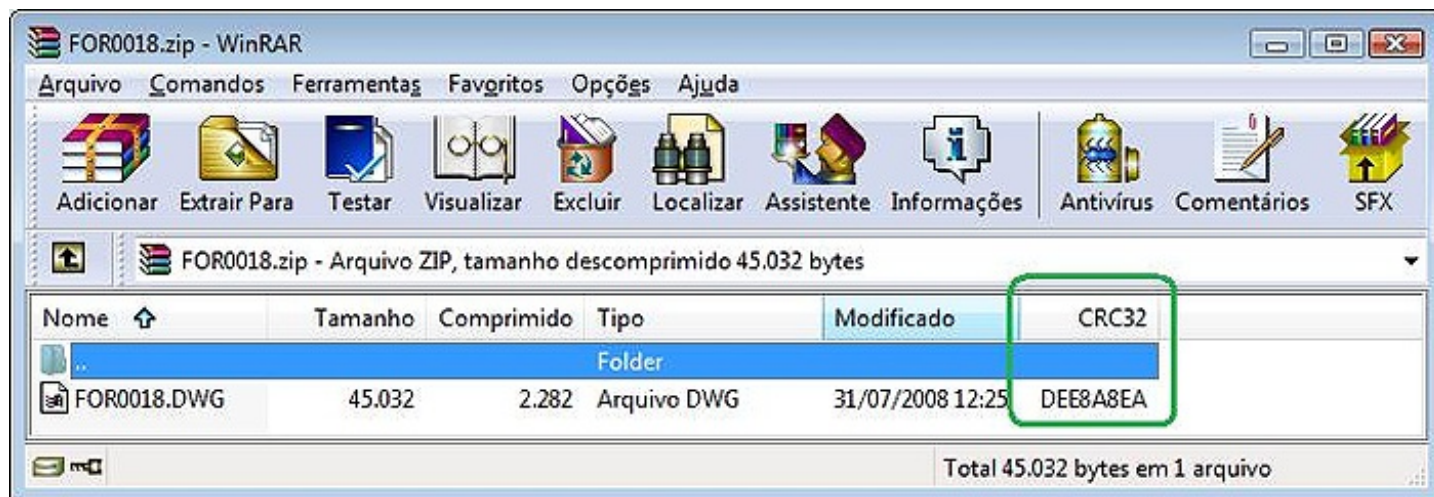 FOR0018.zip - WinRAR
Arquivo Comandos Ferramentas Favoritos Opções Ajuda
Adicionar Extrair Para Testar Visualizar Excluir Localizar Assistente Informações Antivírus Comentários SFX
FOR0018.zip - Arquivo ZIP, tamanho descomprimido 45.032 bytes
Nome Tamanho Comprimido Tipo Modificado CRC32
.. Folder
FOR0018.DWG 45.032 2.282 Arquivo DWG 31/07/2008 12:25 DEE8A8EA
Total 45.032 bytes em 1 arquivo